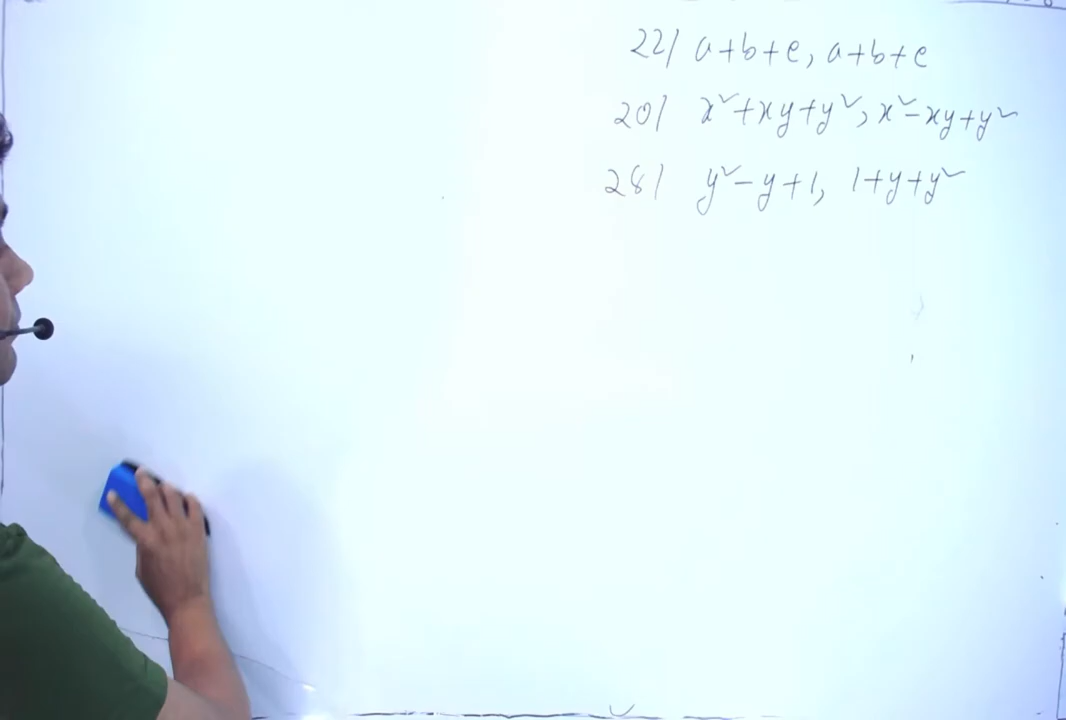 22) a+b+c, a+b+c
20) x²+xy+y², x²-xy+y²
28) y²-y+1, 1+y+y²